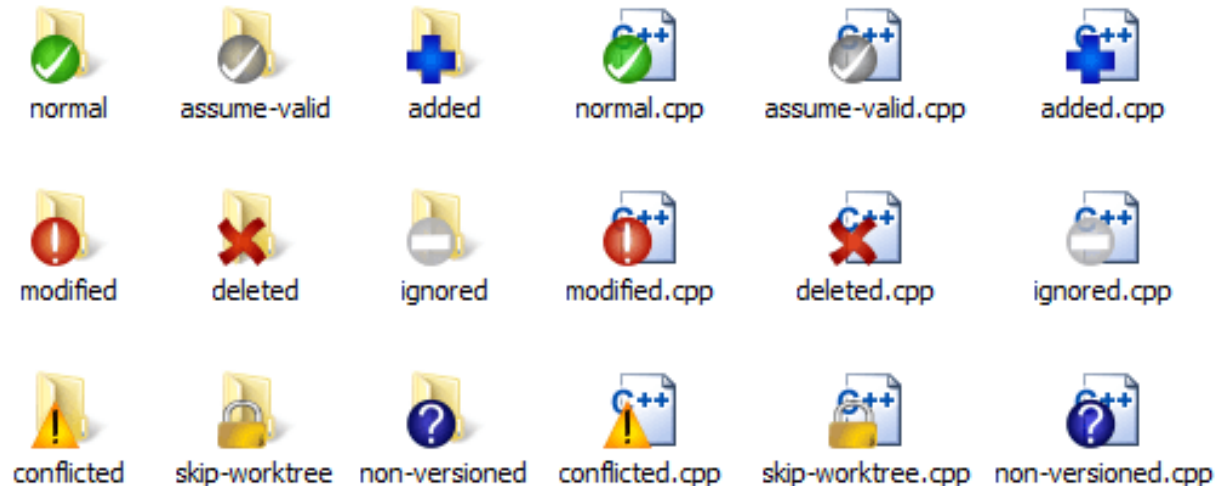 C++ C++ C++
normal assume-valid added normal.cpp assume-valid.cpp added.cpp
C++ C++ C++
modified deleted ignored modified.cpp deleted.cpp ignored.cpp
C++ C++ C++
conflicted skip-worktree non-versioned conflicted.cpp skip-worktree.cpp non-versioned.cpp